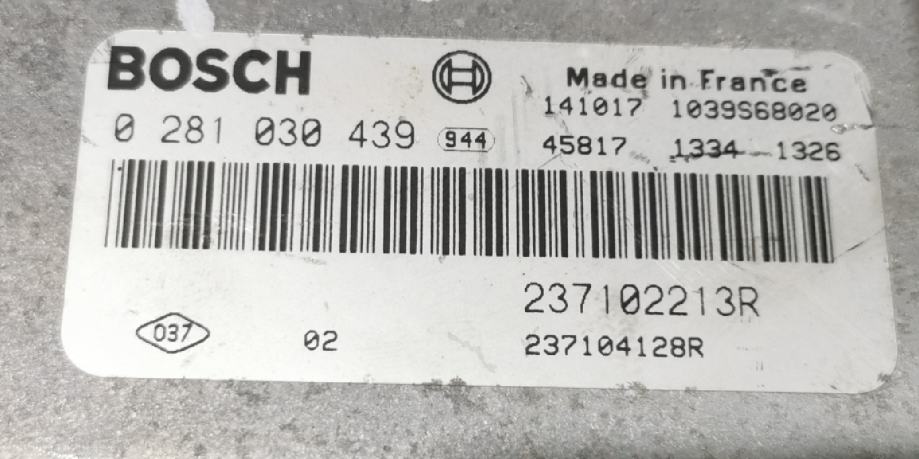 BOSCH
Made in France
141017 1039S68020
0 281 030 439 944
45817 1334-1326
237102213R
037 02
237104128R